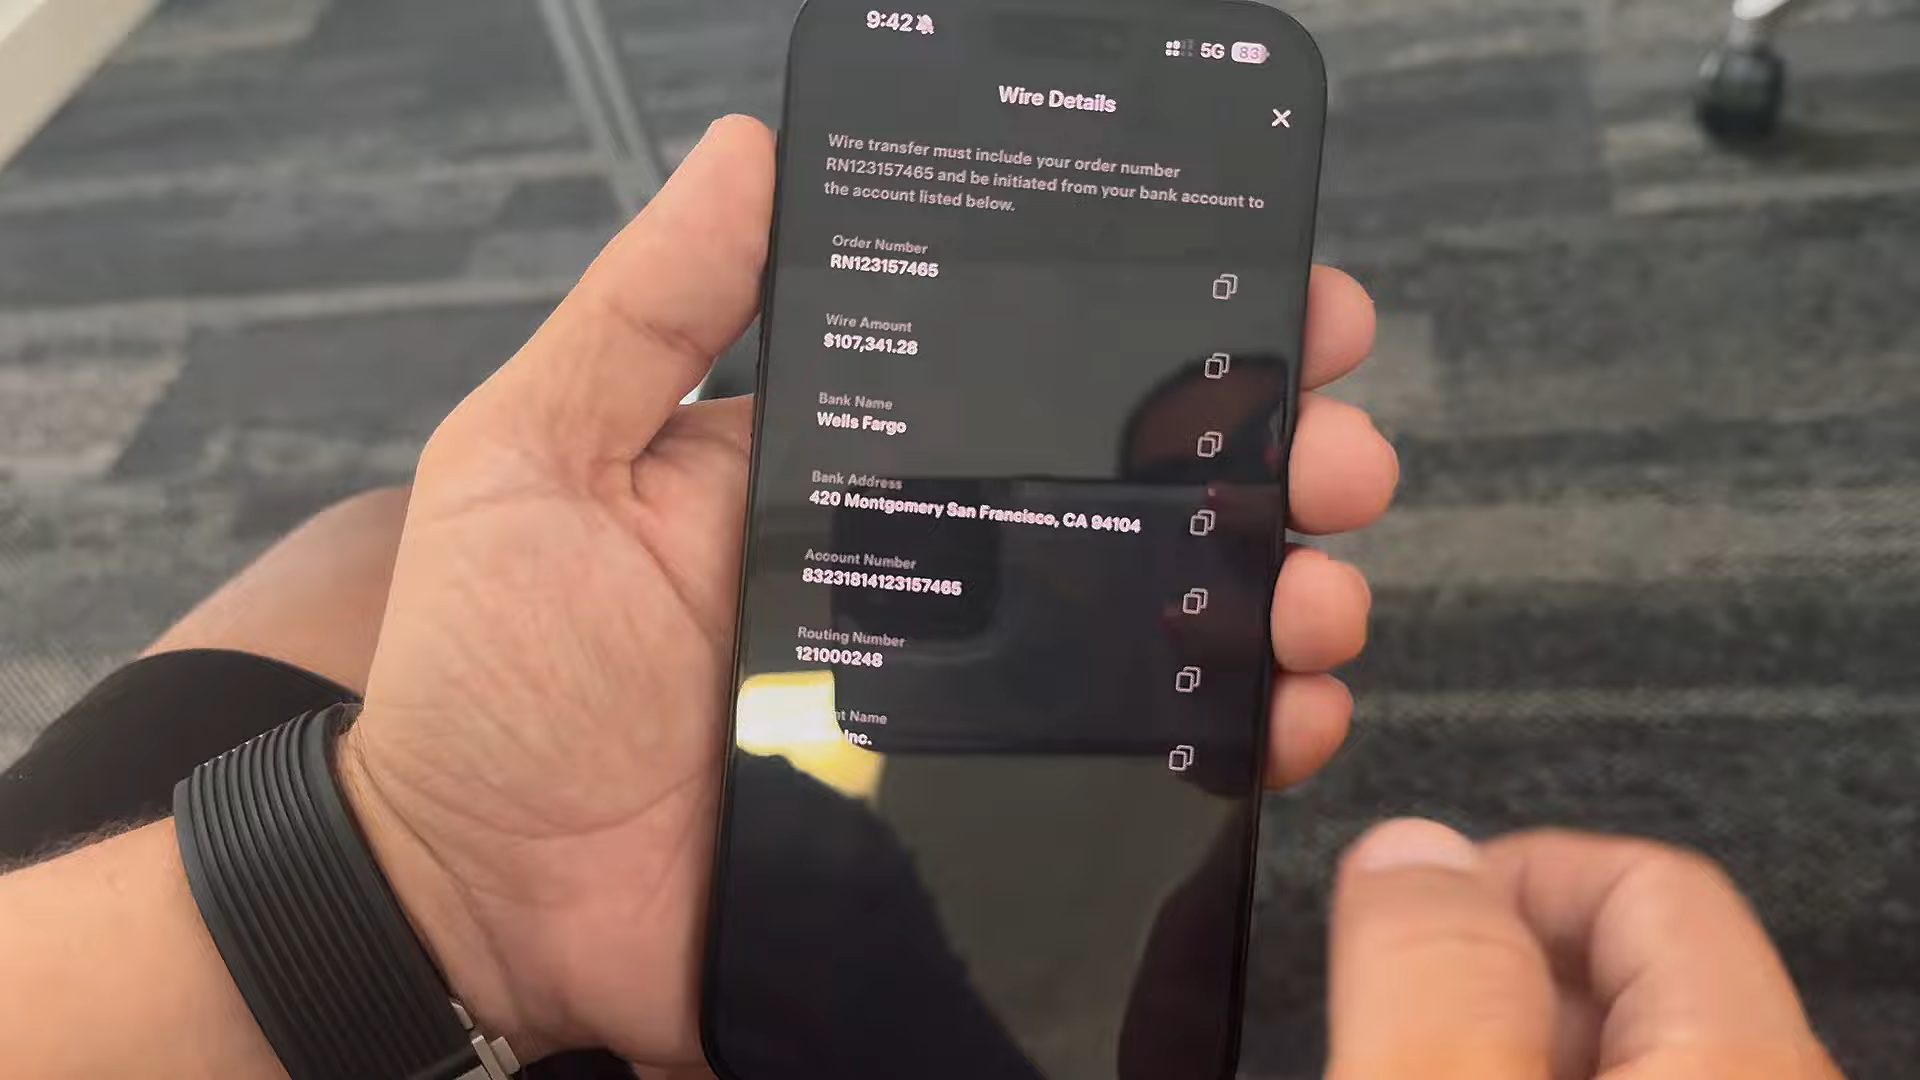 9:42
5G 83
Wire Details
Wire transfer must include your order number
RN123157465 and be initiated from your bank account to
the account listed below.
Order Number
RN123157465
Wire Amount
$107,341.28
Bank Name
Wells Fargo
Bank Address
420 Montgomery San Francisco, CA 94104
Account Number
83231814123157465
Routing Number
121000248
Name
Inc.